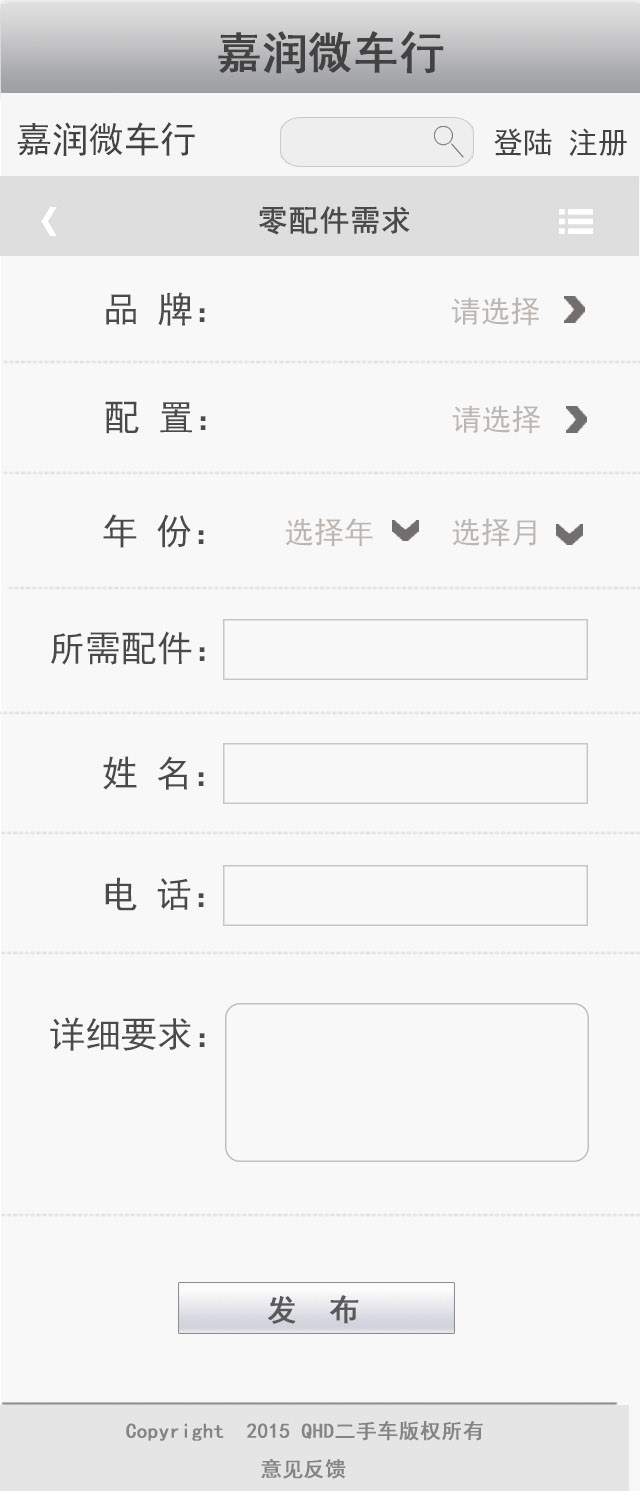 嘉润微车行
嘉润微车行 登陆 注册
零配件需求
品 牌： 请选择
配 置： 请选择
年 份： 选择年 选择月
所需配件：
姓 名：
电 话：
详细要求：
发 布
Copyright 2015 QHD二手车版权所有
意见反馈